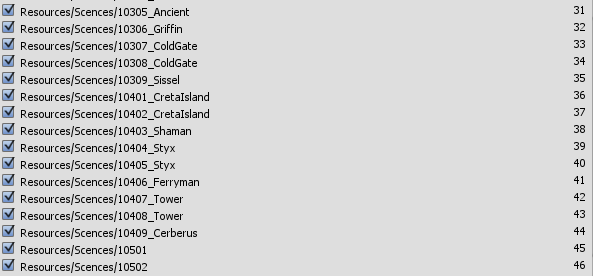 Resources/Scences/10305_Ancient 31
Resources/Scences/10306_Griffin 32
Resources/Scences/10307_ColdGate 33
Resources/Scences/10308_ColdGate 34
Resources/Scences/10309_Sissel 35
Resources/Scences/10401_CretaIsland 36
Resources/Scences/10402_CretaIsland 37
Resources/Scences/10403_Shaman 38
Resources/Scences/10404_Styx 39
Resources/Scences/10405_Styx 40
Resources/Scences/10406_Ferryman 41
Resources/Scences/10407_Tower 42
Resources/Scences/10408_Tower 43
Resources/Scences/10409_Cerberus 44
Resources/Scences/10501 45
Resources/Scences/10502 46